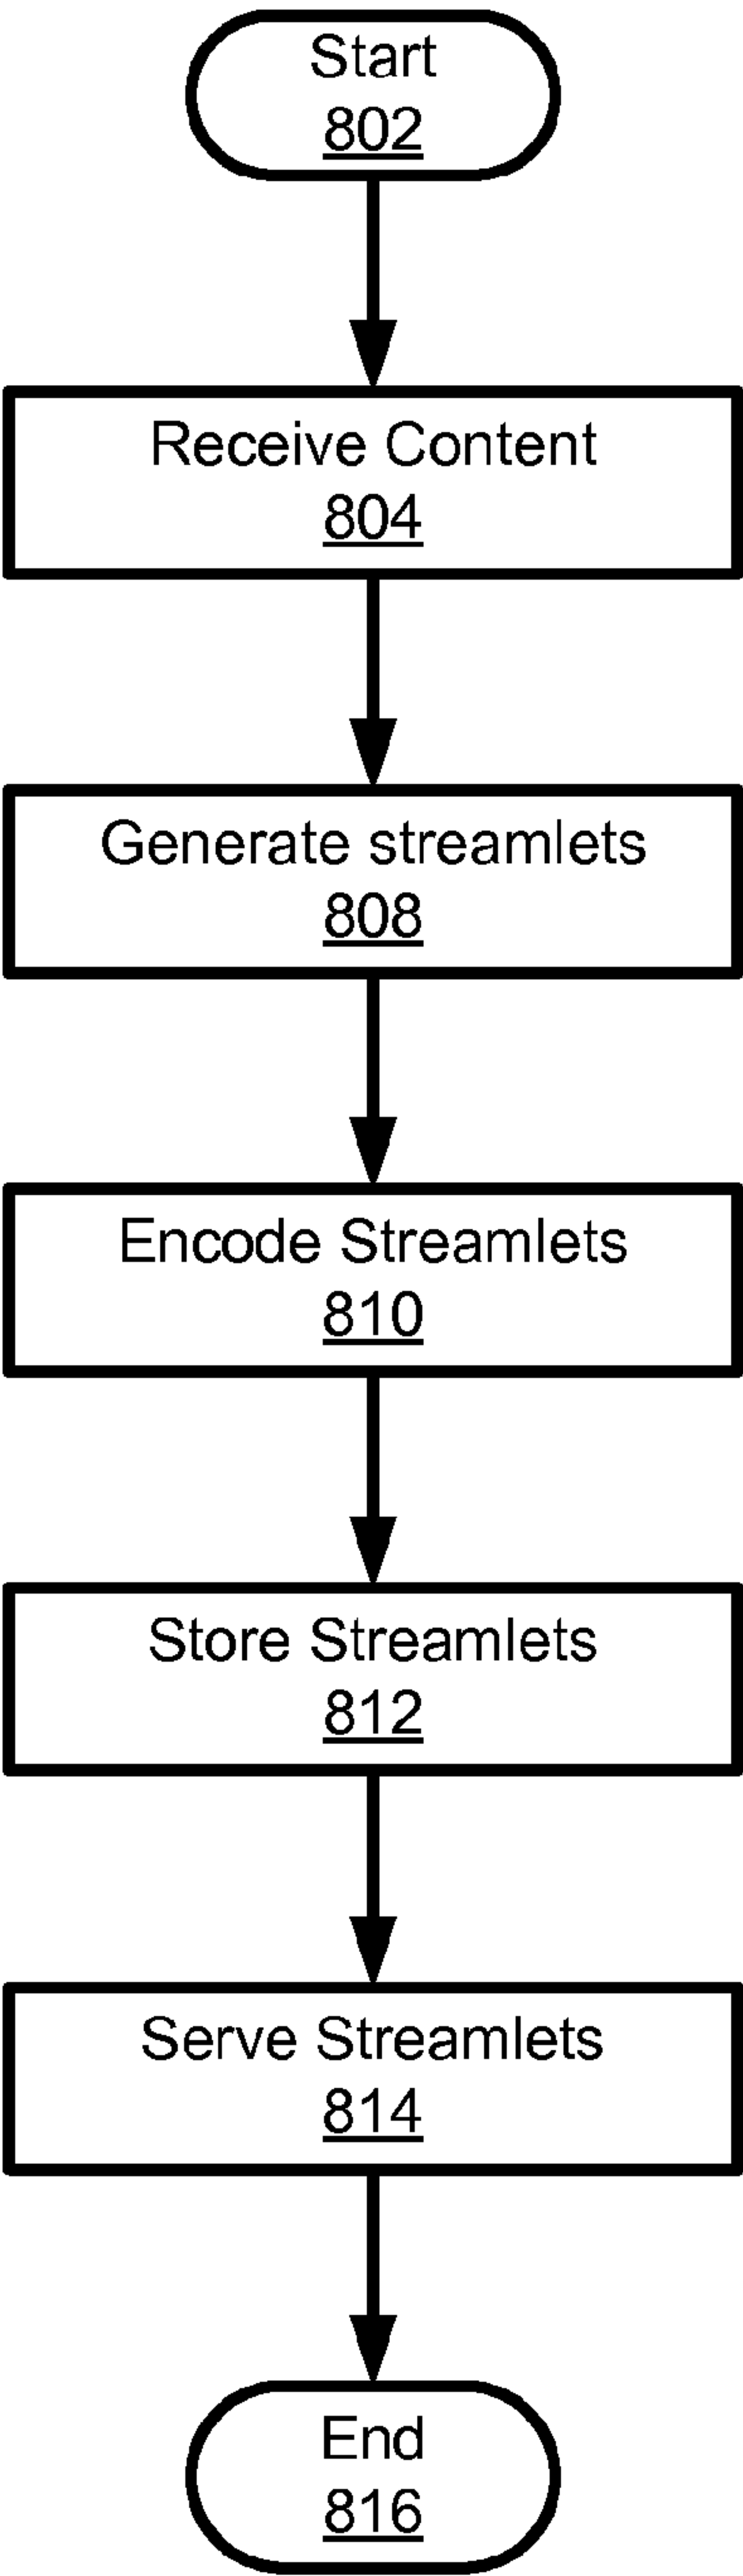 Start
802
Receive Content
804
Generate streamlets
808
Encode Streamlets
810
Store Streamlets
812
Serve Streamlets
814
End
816